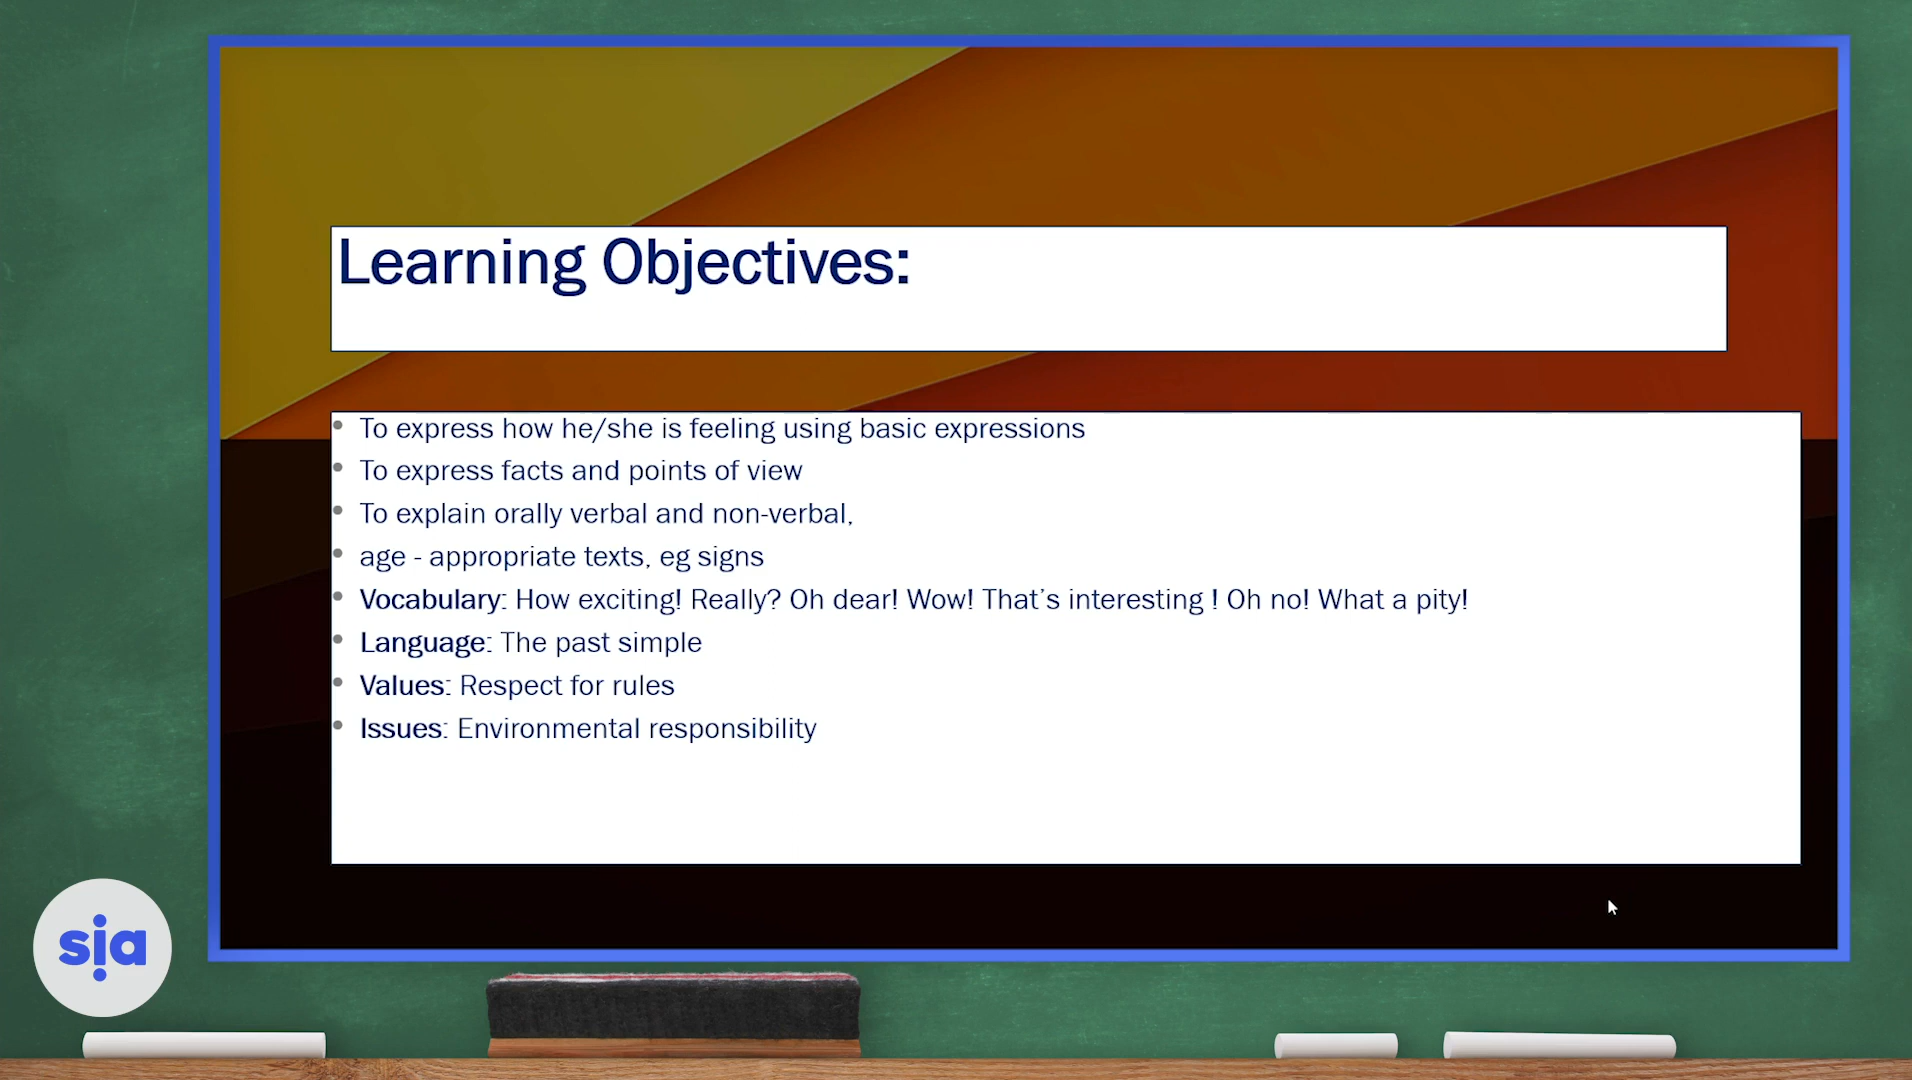 Learning Objectives:
To express how he/she is feeling using basic expressions
To express facts and points of view
To explain orally verbal and non-verbal,
age - appropriate texts, eg signs
Vocabulary: How exciting! Really? Oh dear! Wow! That’s interesting ! Oh no! What a pity!
Language: The past simple
Values: Respect for rules
Issues: Environmental responsibility
sia